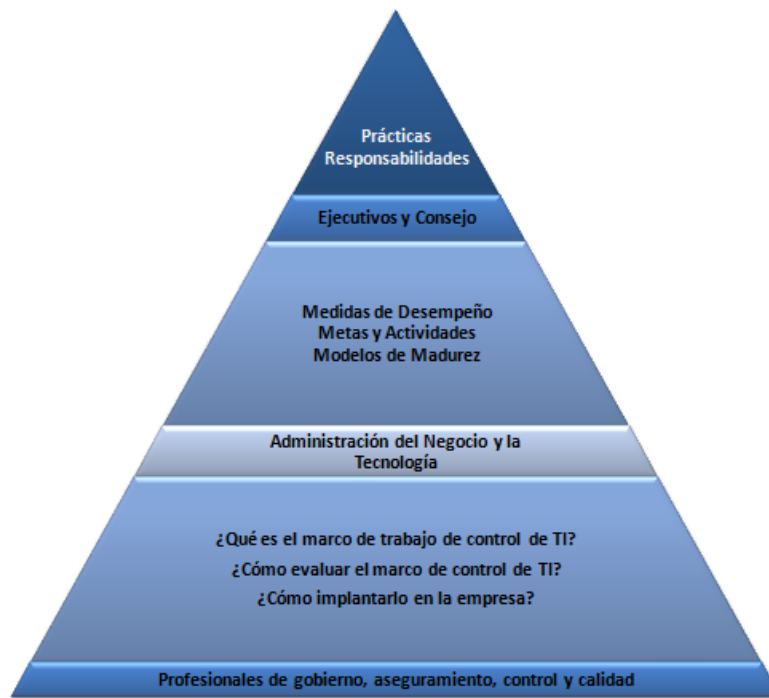 Prácticas
Responsabilidades
Ejecutivos y Consejo
Medidas de Desempeño
Metas y Actividades
Modelos de Madurez
Administración del Negocio y la
Tecnología
¿Qué es el marco de trabajo de control de TI?
¿Cómo evaluar el marco de control de TI?
¿Cómo implantarlo en la empresa?
Profesionales de gobierno, aseguramiento, control y calidad